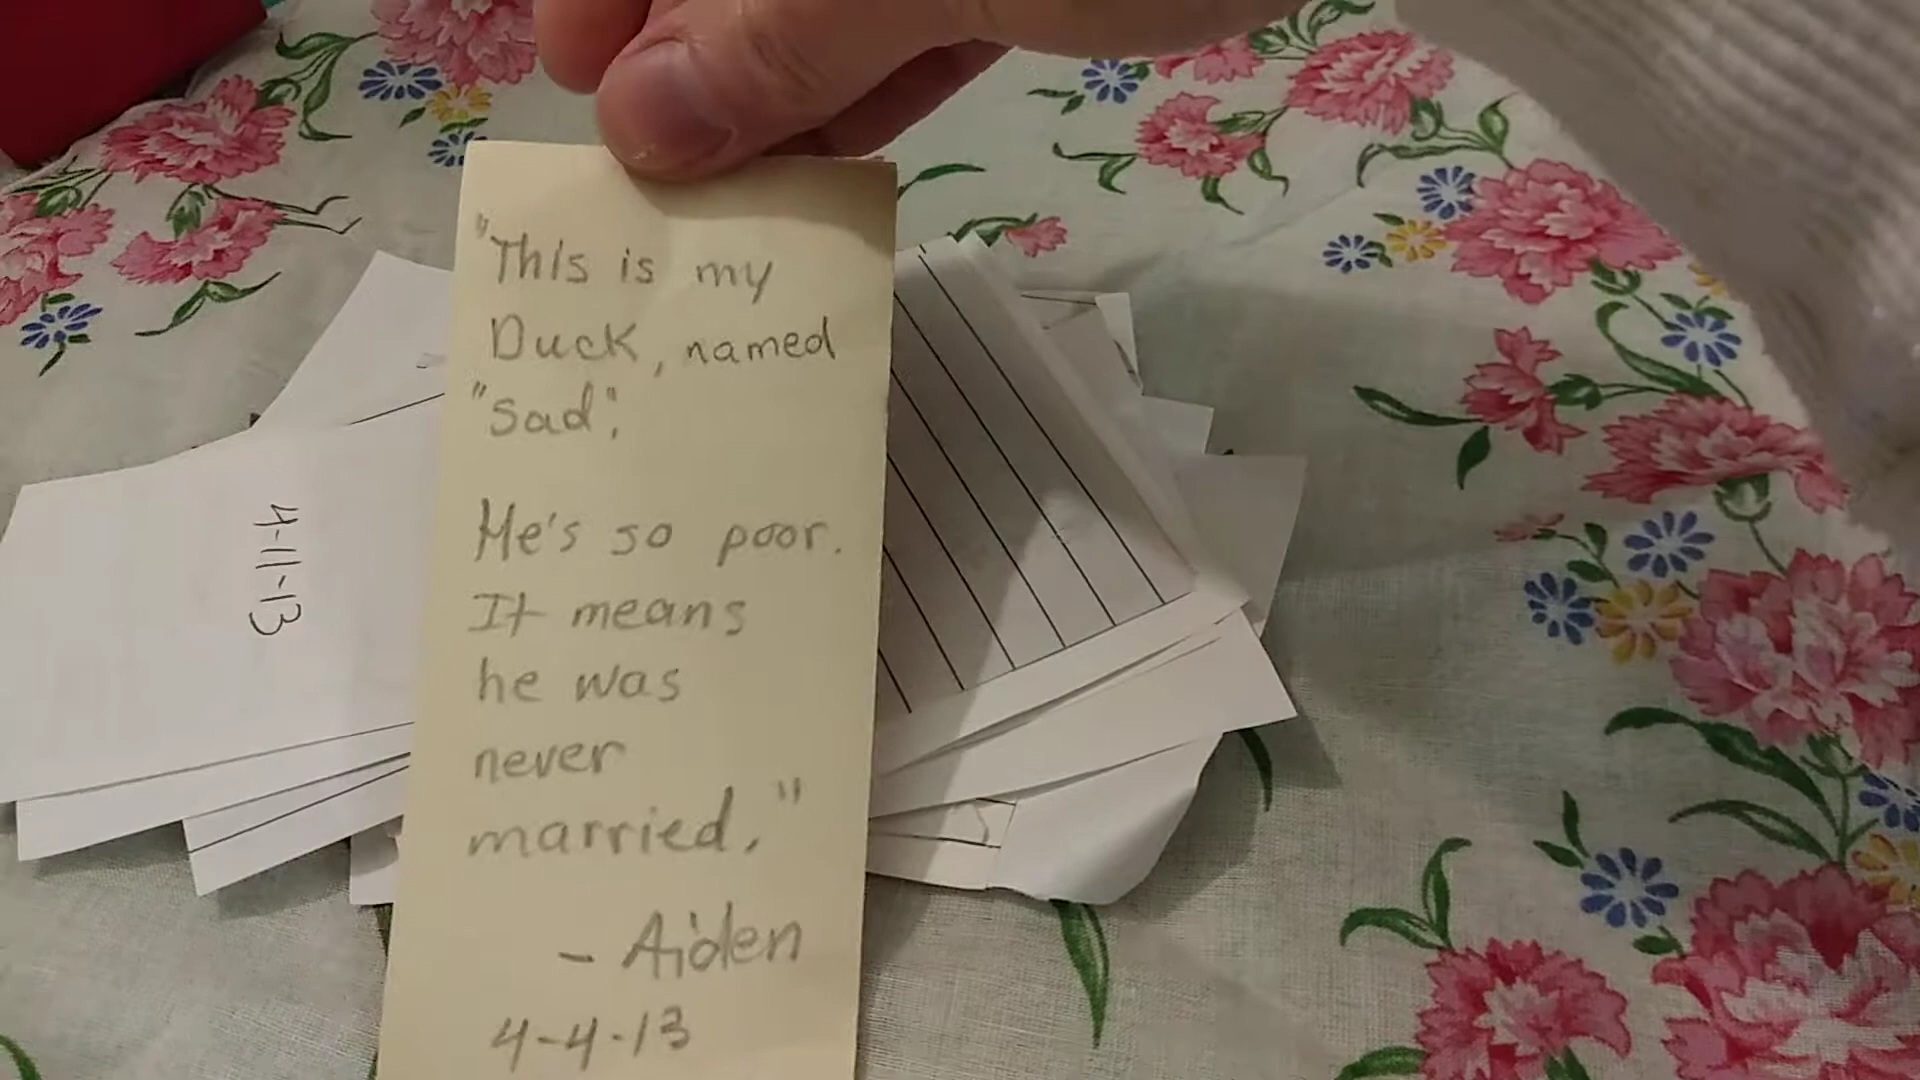 "This is my
Duck, named
"Sad".
He's so poor.
It means
he was
never
married."
- Aiden
4-4-13
4-11-13